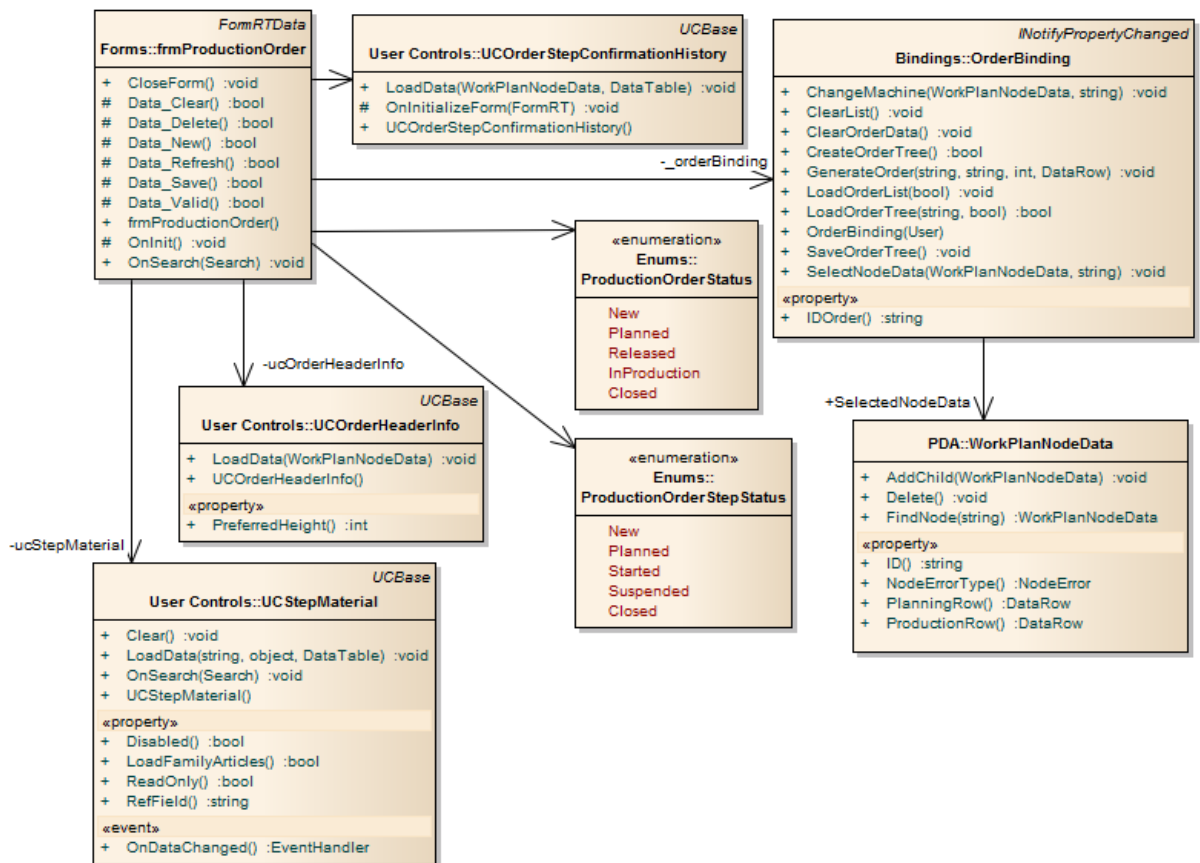 FormRTData
Forms::frmProductionOrder
+ CloseForm() :void
# Data_Clear() :bool
# Data_Delete() :bool
# Data_New() :bool
# Data_Refresh() :bool
# Data_Save() :bool
# Data_Valid() :bool
+ frmProductionOrder()
# OnInit() :void
+ OnSearch(Search) :void
UCBase
User Controls::UCOrderStepConfirmationHistory
+ LoadData(WorkPlanNodeData, DataTable) :void
# OnInitializeForm(FormRT) :void
+ UCOrderStepConfirmationHistory()
INotifyPropertyChanged
Bindings::OrderBinding
+ ChangeMachine(WorkPlanNodeData, string) :void
+ ClearList() :void
+ ClearOrderData() :void
+ CreateOrderTree() :bool
+ GenerateOrder(string, string, int, DataRow) :void
+ LoadOrderList(bool) :void
+ LoadOrderTree(string, bool) :bool
+ OrderBinding(User)
+ SaveOrderTree() :void
+ SelectNodeData(WorkPlanNodeData, string) :void
«property»
+ IDOrder() :string
-_orderBinding
«enumeration»
Enums::
ProductionOrderStatus
New
Planned
Released
InProduction
Closed
-ucOrderHeaderInfo
UCBase
User Controls::UCOrderHeaderInfo
+ LoadData(WorkPlanNodeData) :void
+ UCOrderHeaderInfo()
«property»
+ PreferredHeight() :int
«enumeration»
Enums::
ProductionOrderStepStatus
New
Planned
Started
Suspended
Closed
+SelectedNodeData
PDA::WorkPlanNodeData
+ AddChild(WorkPlanNodeData) :void
+ Delete() :void
+ FindNode(string) :WorkPlanNodeData
«property»
+ ID() :string
+ NodeErrorType() :NodeError
+ PlanningRow() :DataRow
+ ProductionRow() :DataRow
-ucStepMaterial
UCBase
User Controls::UCStepMaterial
+ Clear() :void
+ LoadData(string, object, DataTable) :void
+ OnSearch(Search) :void
+ UCStepMaterial()
«property»
+ Disabled() :bool
+ LoadFamilyArticles() :bool
+ ReadOnly() :bool
+ RefField() :string
«event»
+ OnDataChanged() :EventHandler